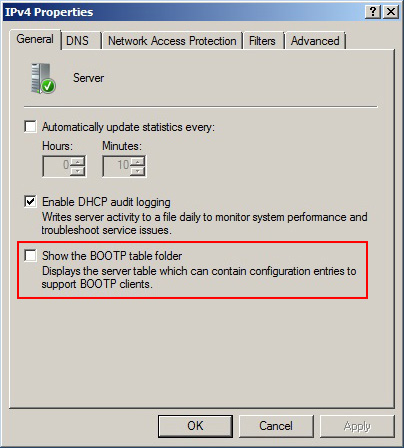 IPv4 Properties
General DNS Network Access Protection Filters Advanced
Server
Automatically update statistics every:
Hours: Minutes:
0 10
Enable DHCP audit logging
Writes server activity to a file daily to monitor system performance and
troubleshoot service issues.
Show the BOOTP table folder
Displays the server table which can contain configuration entries to
support BOOTP clients.
OK Cancel Apply